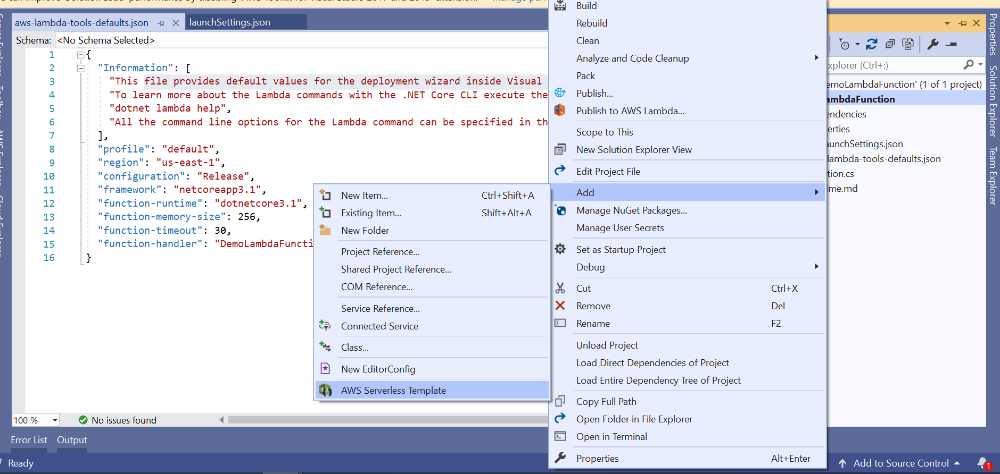 aws-lambda-tools-defaults.json
launchSettings.json
Schema: <No Schema Selected>
1 {
2 "Information": [
3 "This file provides default values for the deployment wizard inside Visual
4 "To learn more about the Lambda commands with the .NET Core CLI execute the
5 "dotnet lambda help",
6 "All the command line options for the Lambda command can be specified in th
7 ],
8 "profile": "default",
9 "region": "us-east-1",
10 "configuration": "Release",
11 "framework": "netcoreapp3.1",
12 "function-runtime": "dotnetcore3.1",
13 "function-memory-size": 256,
14 "function-timeout": 30,
15 "function-handler": "DemoLambdaFuncti
16 }
New Item... Ctrl+Shift+A
Existing Item... Shift+Alt+A
New Folder
Project Reference...
Shared Project Reference...
COM Reference...
Service Reference...
Connected Service
Class...
New EditorConfig
AWS Serverless Template
Build
Rebuild
Clean
Analyze and Code Cleanup
Pack
Publish...
Publish to AWS Lambda...
Scope to This
New Solution Explorer View
Edit Project File
Add
Manage NuGet Packages...
Manage User Secrets
Set as Startup Project
Debug
Cut Ctrl+X
Remove Del
Rename F2
Unload Project
Load Direct Dependencies of Project
Load Entire Dependency Tree of Project
Copy Full Path
Open Folder in File Explorer
Open in Terminal
Properties Alt+Enter
xplorer (Ctrl+;)
emoLambdaFunction' (1 of 1 project)
ambdaFunction
endencies
erties
aunchSettings.json
lambda-tools-defaults.json
tion.cs
dme.md
Properties
Solution Explorer
Team Explorer
100 %
No issues found
Error List
Output
Ready
Add to Source Control
1